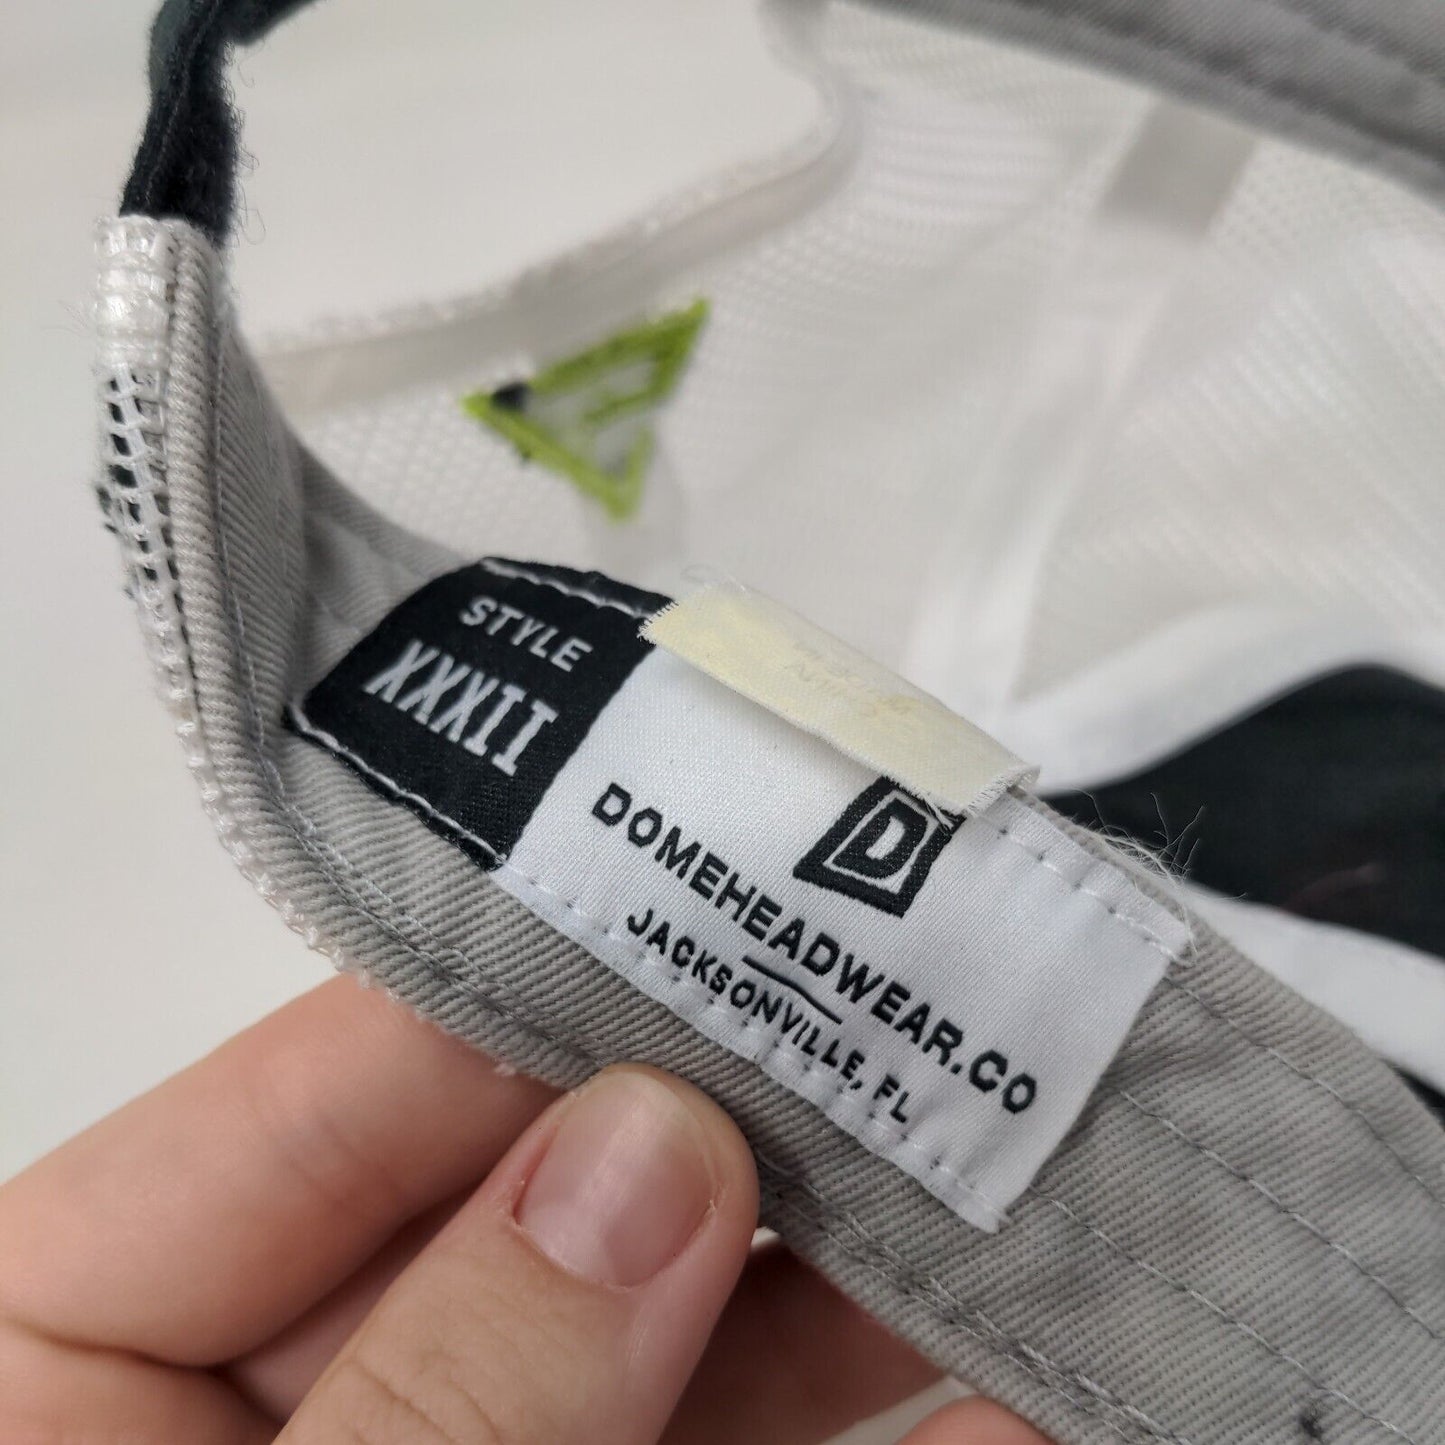 STYLE
XXXII
D
DOMEHEADWEAR.CO
JACKSONVILLE, FL